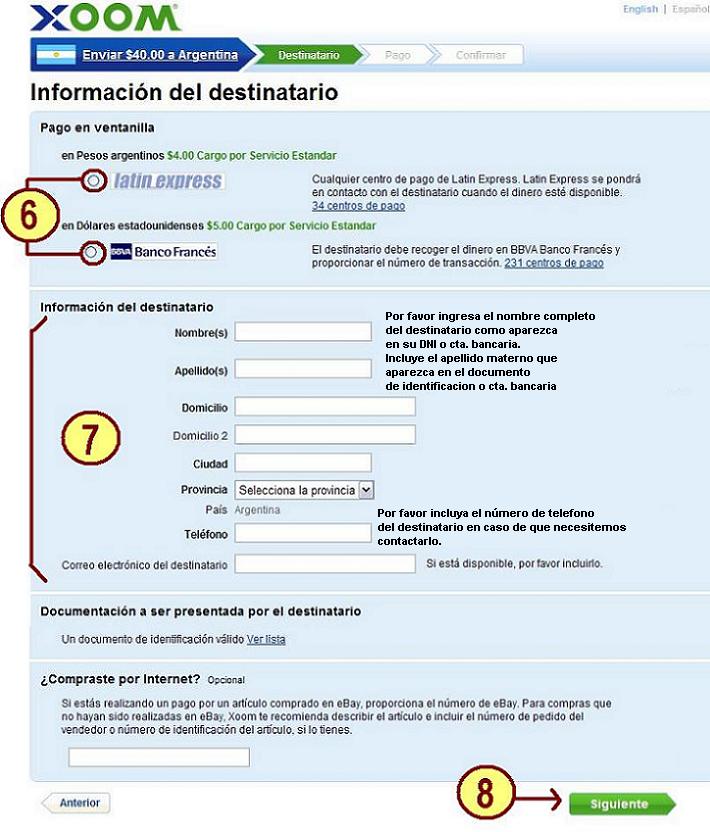 XOOM
English | Español
Enviar $40.00 a Argentina
Destinatario
Pago
Confirmar
Información del destinatario
Pago en ventanilla
en Pesos argentinos $4.00 Cargo por Servicio Estandar
latin express
Cualquier centro de pago de Latin Express. Latin Express se pondrá
en contacto con el destinatario cuando el dinero esté disponible.
34 centros de pago
6
en Dólares estadounidenses $5.00 Cargo por Servicio Estandar
BBVA Banco Francés
El destinatario debe recoger el dinero en BBVA Banco Francés y
proporcionar el número de transacción. 231 centros de pago
Información del destinatario
Nombre(s)
Por favor ingresa el nombre completo
del destinatario como aparezca
en su DNI o cta. bancaria.
Incluye el apellido materno que
aparezca en el documento
de identificacion o cta. bancaria
Apellido(s)
Domicilio
7
Domicilio 2
Ciudad
Provincia Selecciona la provincia
País Argentina
Teléfono
Por favor incluya el número de telefono
del destinatario en caso de que necesitemos
contactarlo.
Correo electrónico del destinatario
Si está disponible, por favor incluirlo.
Documentación a ser presentada por el destinatario
Un documento de identificación válido Ver lista
¿Compraste por Internet? Opcional
Si estás realizando un pago por un artículo comprado en eBay, proporciona el número de eBay. Para compras que
no hayan sido realizadas en eBay, Xoom te recomienda describir el artículo e incluir el número de pedido del
vendedor o número de identificación del artículo, si lo tienes.
Anterior
8
Siguiente